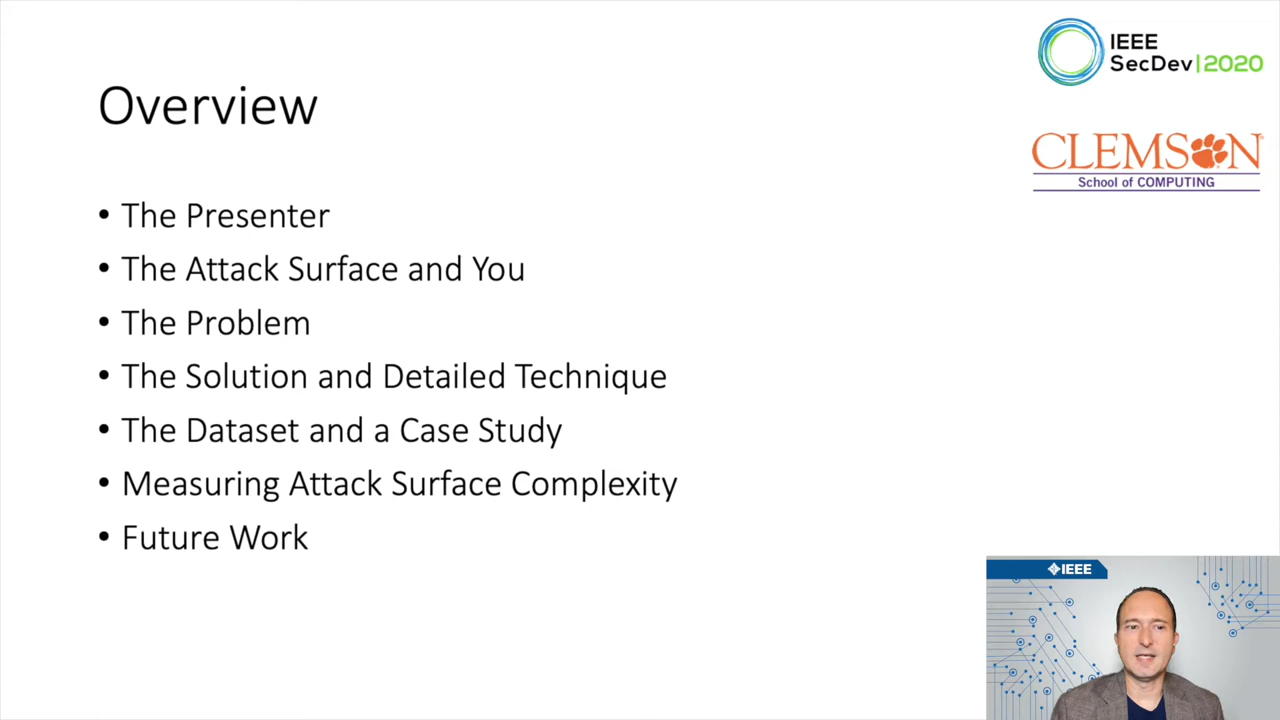 Overview
• The Presenter
• The Attack Surface and You
• The Problem
• The Solution and Detailed Technique
• The Dataset and a Case Study
• Measuring Attack Surface Complexity
• Future Work
IEEE
SecDev|2020
CLEMSON
School of COMPUTING
IEEE